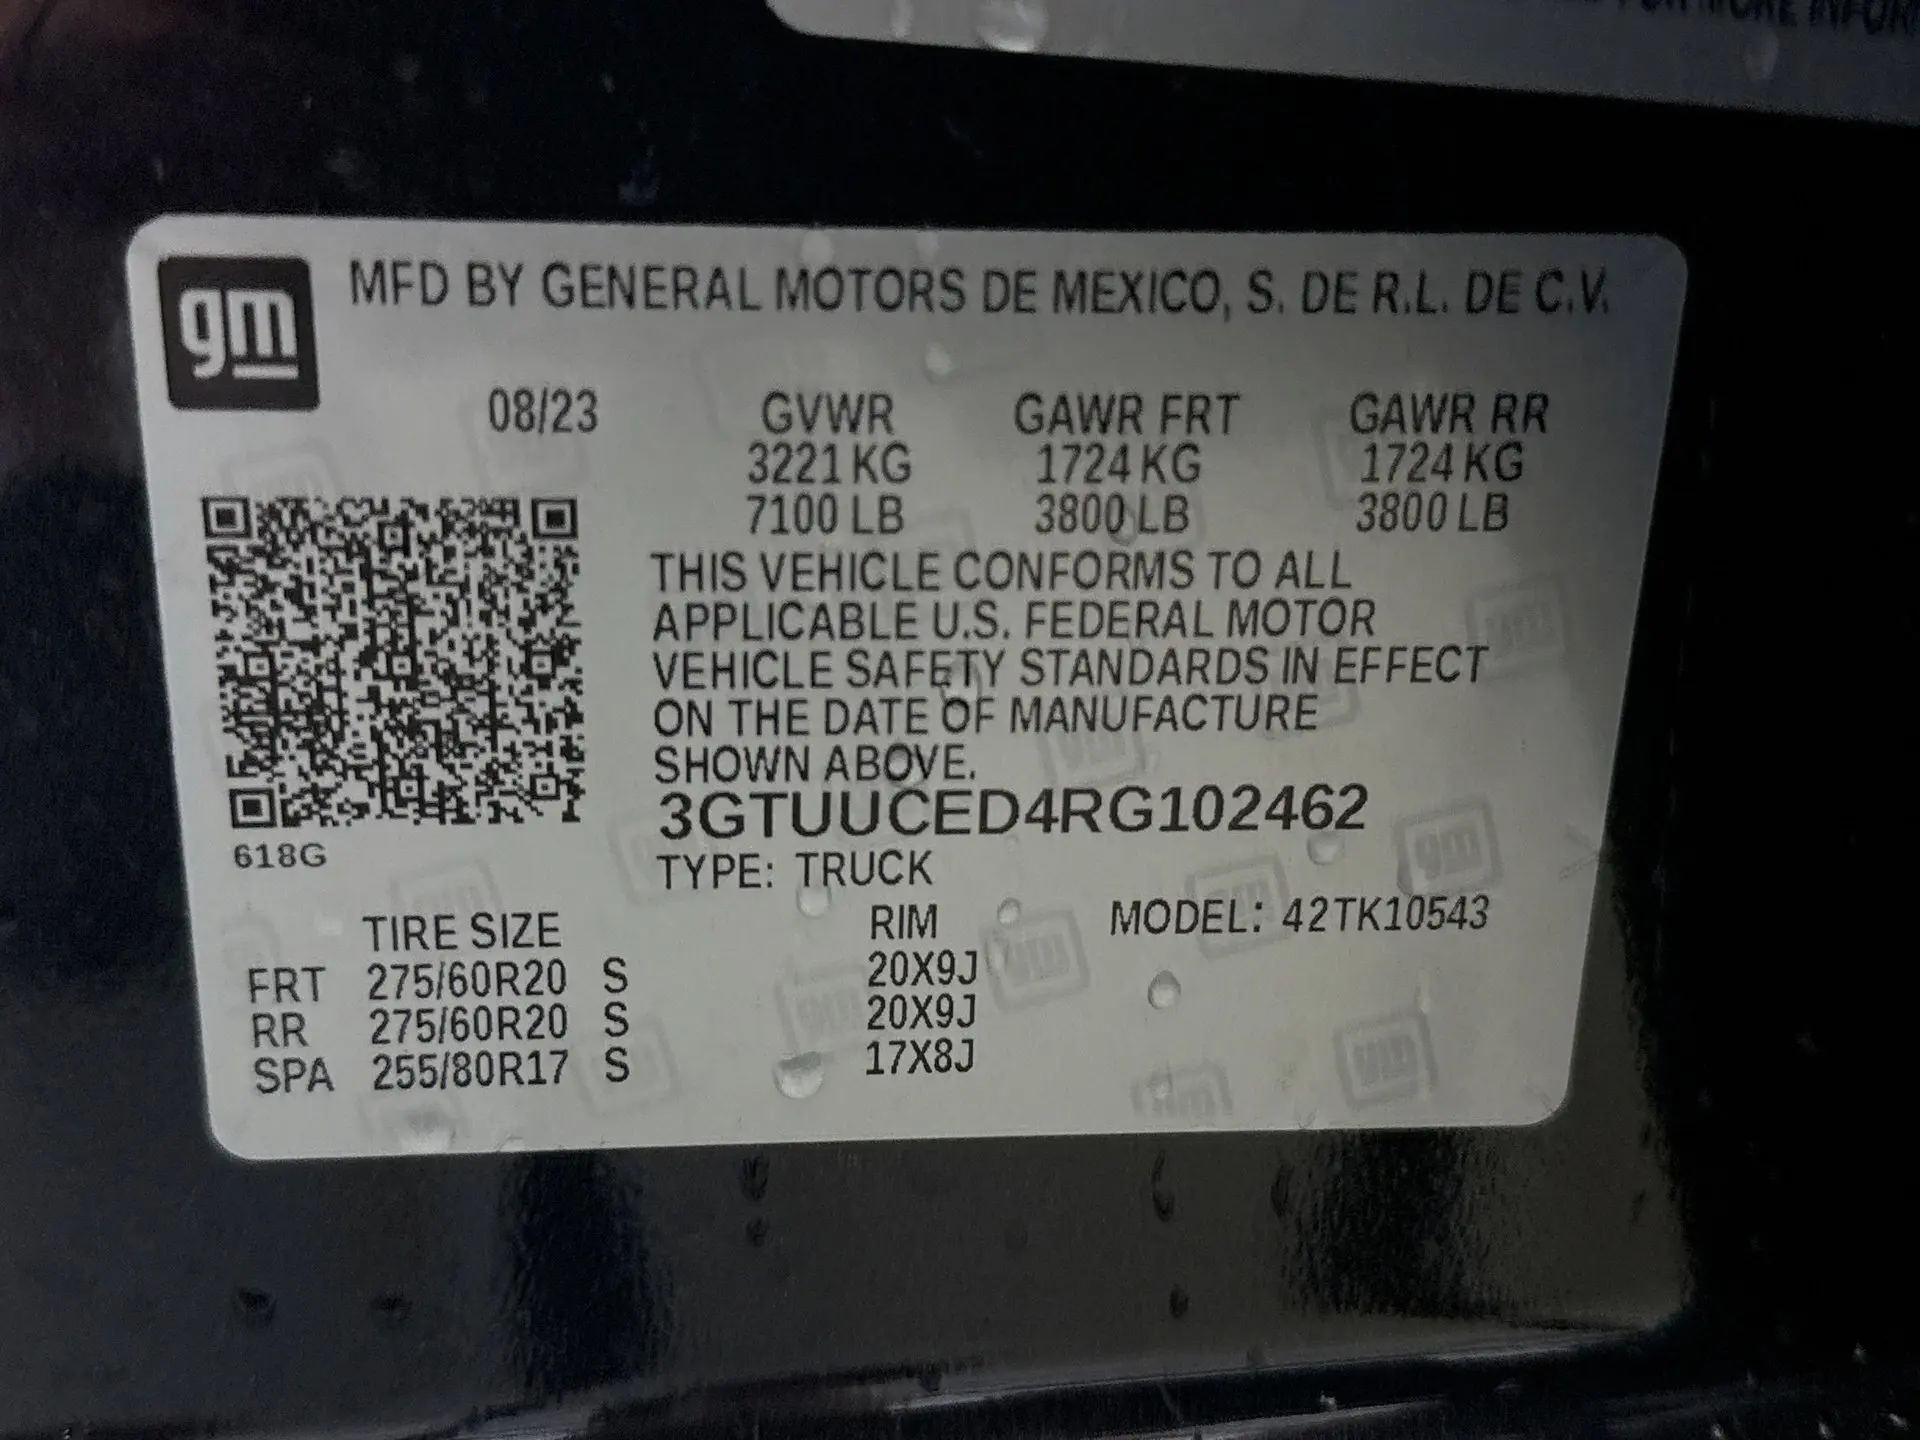 FOR MORE
gm
MFD BY GENERAL MOTORS DE MEXICO, S. DE R.L. DE C.V.
08/23 GVWR GAWR FRT GAWR RR
3221 KG 1724 KG 1724 KG
7100 LB 3800 LB 3800 LB
THIS VEHICLE CONFORMS TO ALL
APPLICABLE U.S. FEDERAL MOTOR
VEHICLE SAFETY STANDARDS IN EFFECT
ON THE DATE OF MANUFACTURE
SHOWN ABOVE.
3GTUUCED4RG102462
618G
TYPE: TRUCK
TIRE SIZE RIM MODEL: 42TK10543
FRT 275/60R20 S 20X9J
RR 275/60R20 S 20X9J
SPA 255/80R17 S 17X8J